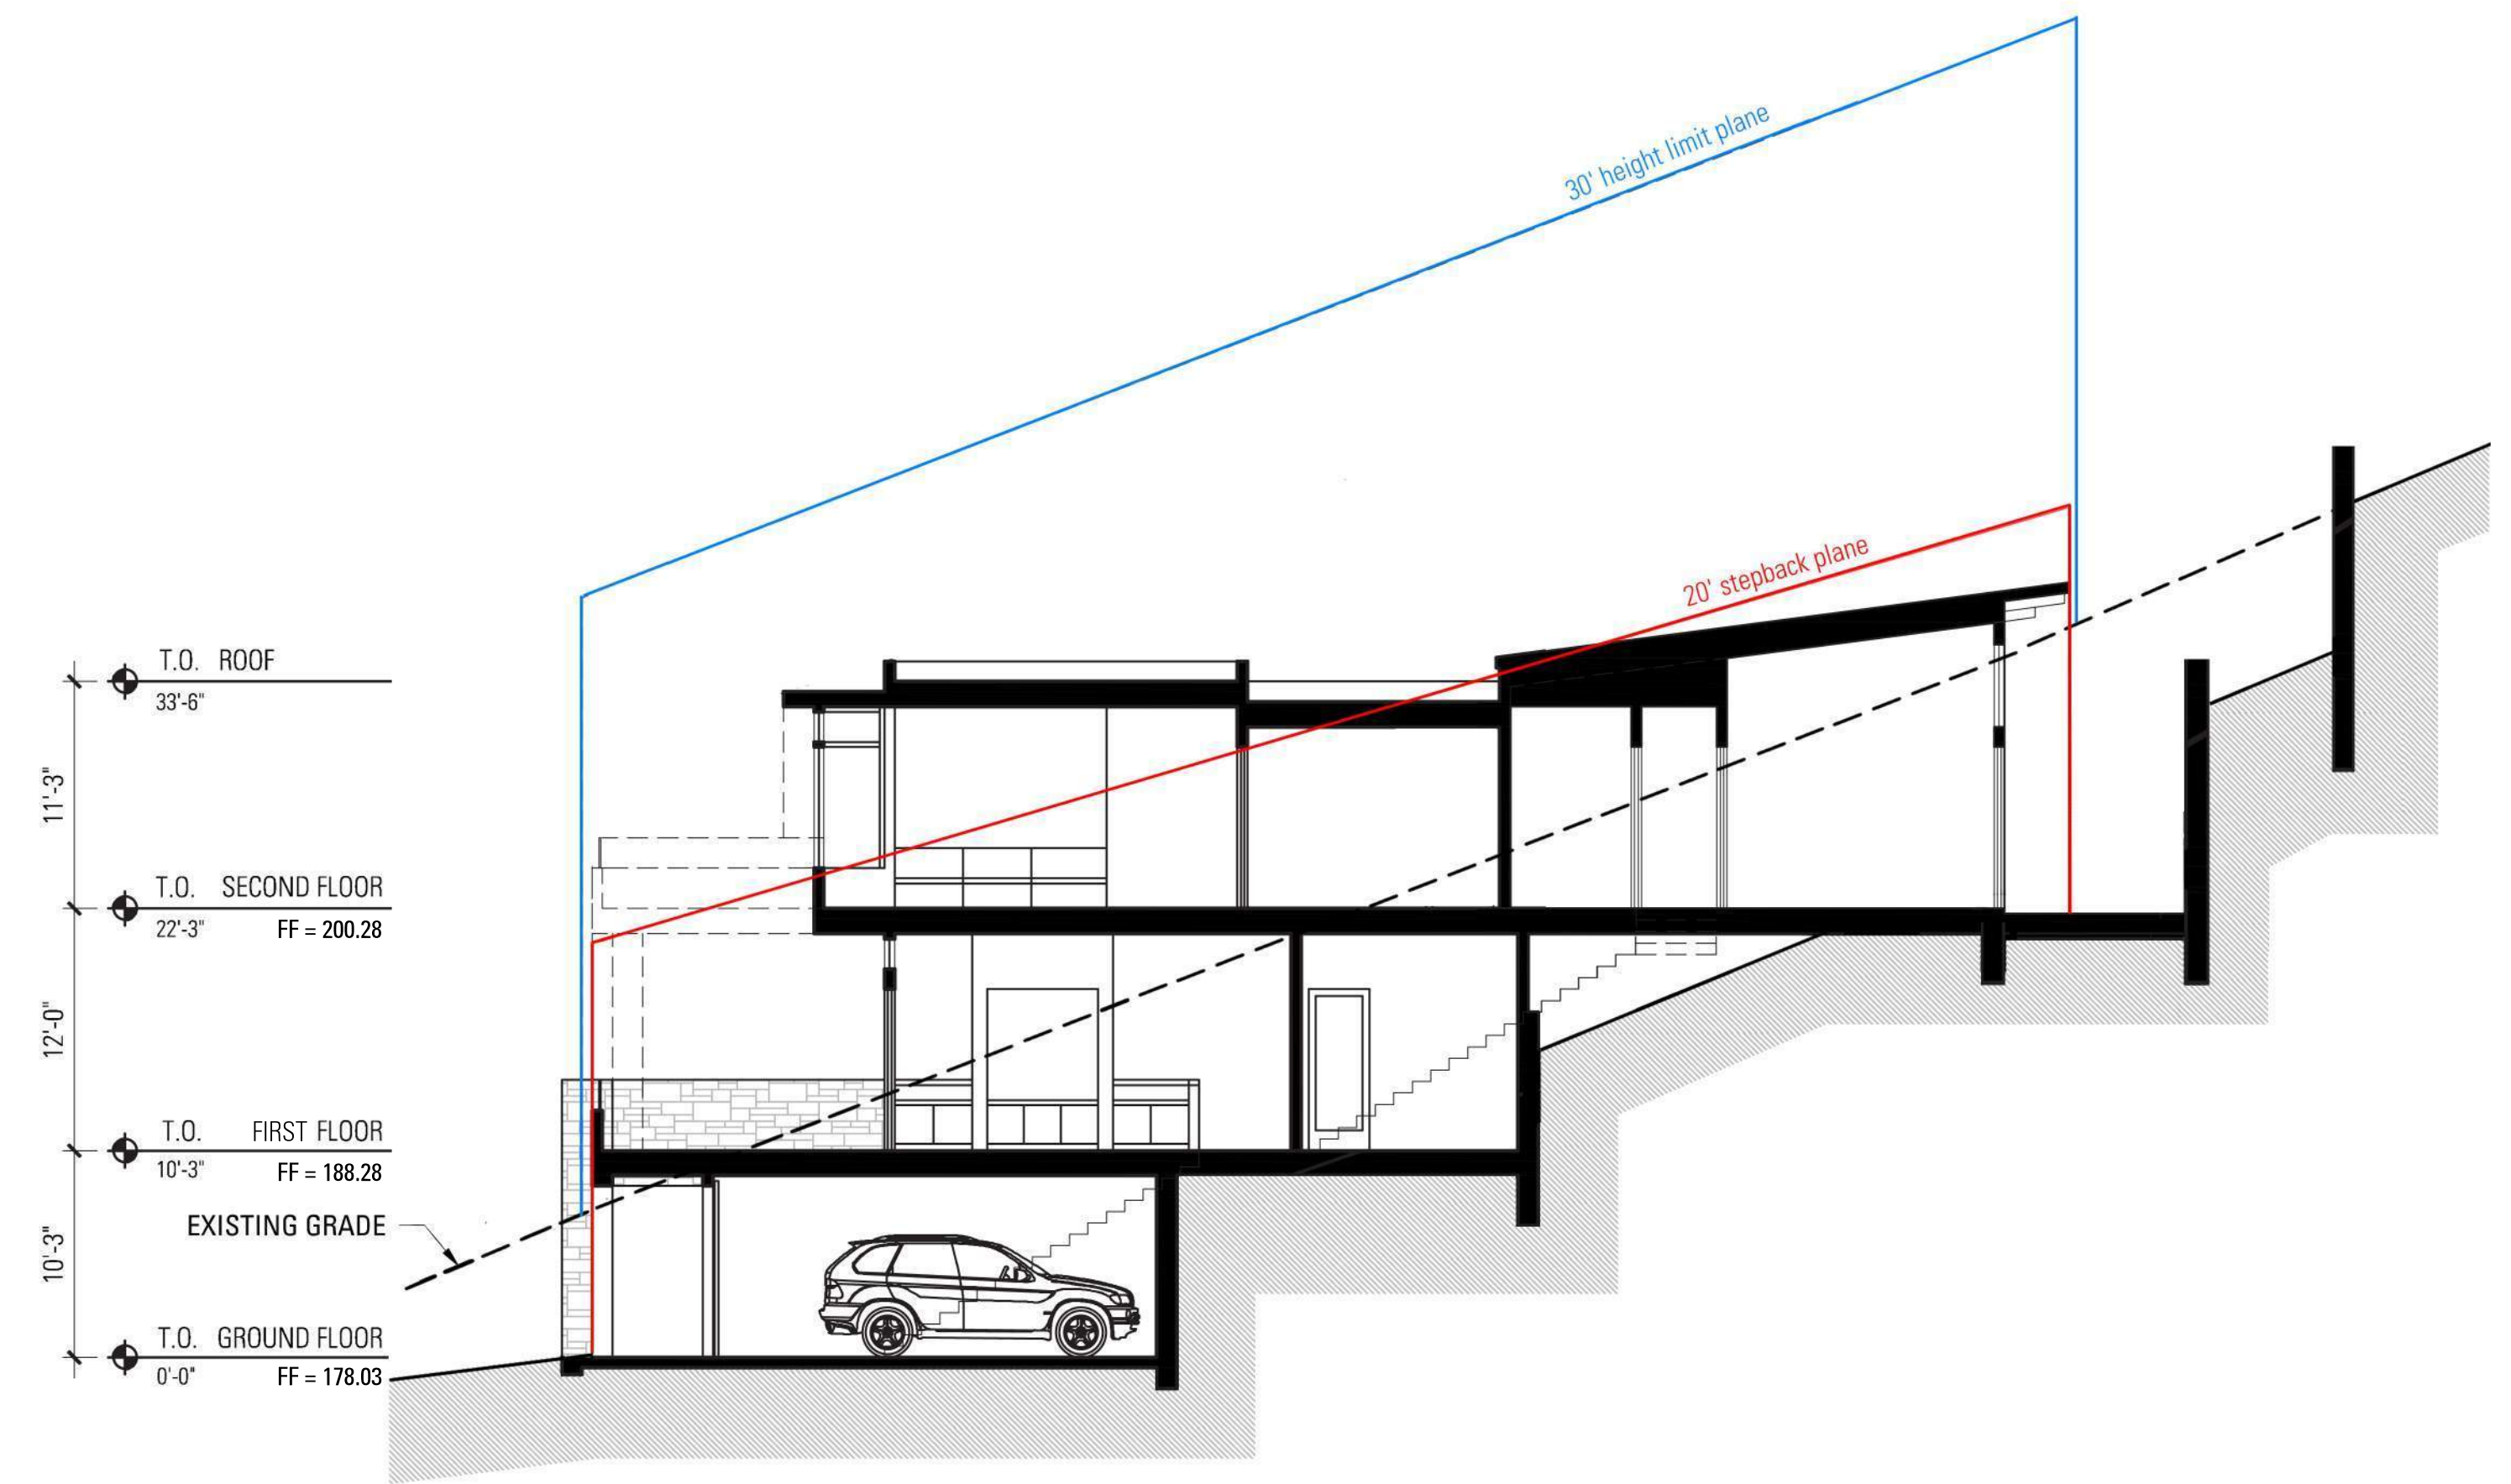 30' height limit plane
20' stepback plane
T.O. ROOF
33'-6"
11'-3"
T.O. SECOND FLOOR
22'-3" FF = 200.28
12'-0"
T.O. FIRST FLOOR
10'-3" FF = 188.28
EXISTING GRADE
10'-3"
T.O. GROUND FLOOR
0'-0" FF = 178.03